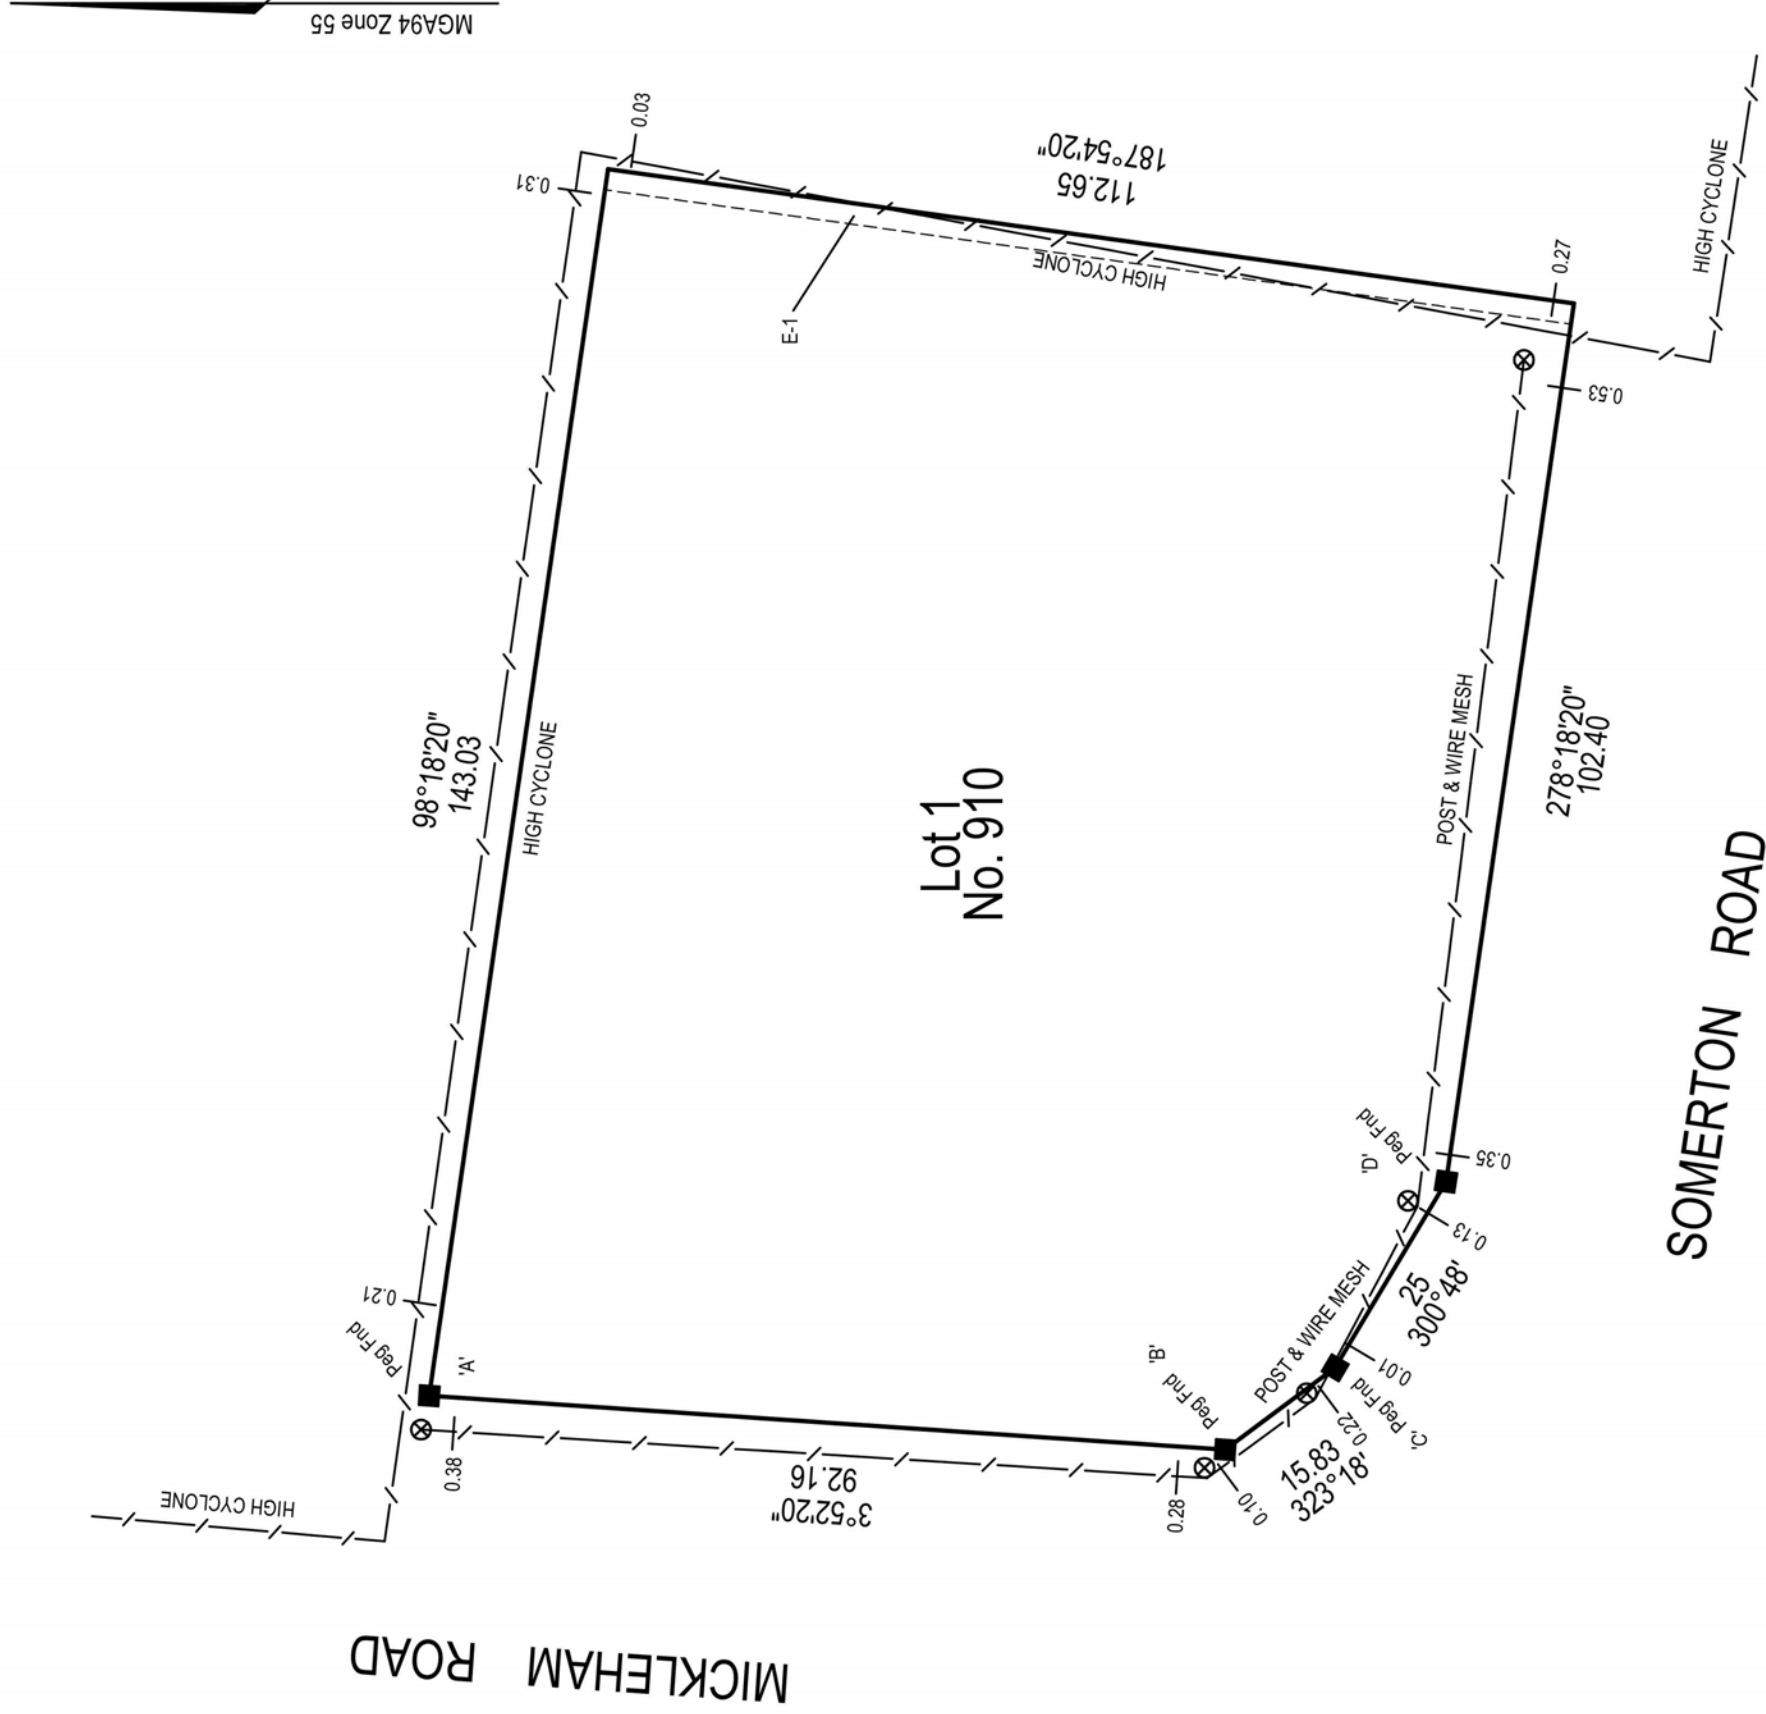 MGA94 Zone 55
0.03
0.31
187°54'20"
112.65
HIGH CYCLONE
HIGH CYCLONE
0.27
E-1
0.53
98°18'20"
143.03
HIGH CYCLONE
Lot 1
No. 910
POST & WIRE MESH
278°18'20"
102.40
SOMERTON ROAD
Peg Fnd
'D'
0.35
0.13
25
300°48'
0.01
POST & WIRE MESH
'B'
Peg Fnd
Peg Fnd
'C'
0.22
15.83
323°18'
0.10
0.28
0.21
Peg Fnd
'A'
0.38
92.16
3°52'20"
HIGH CYCLONE
MICKLEHAM ROAD